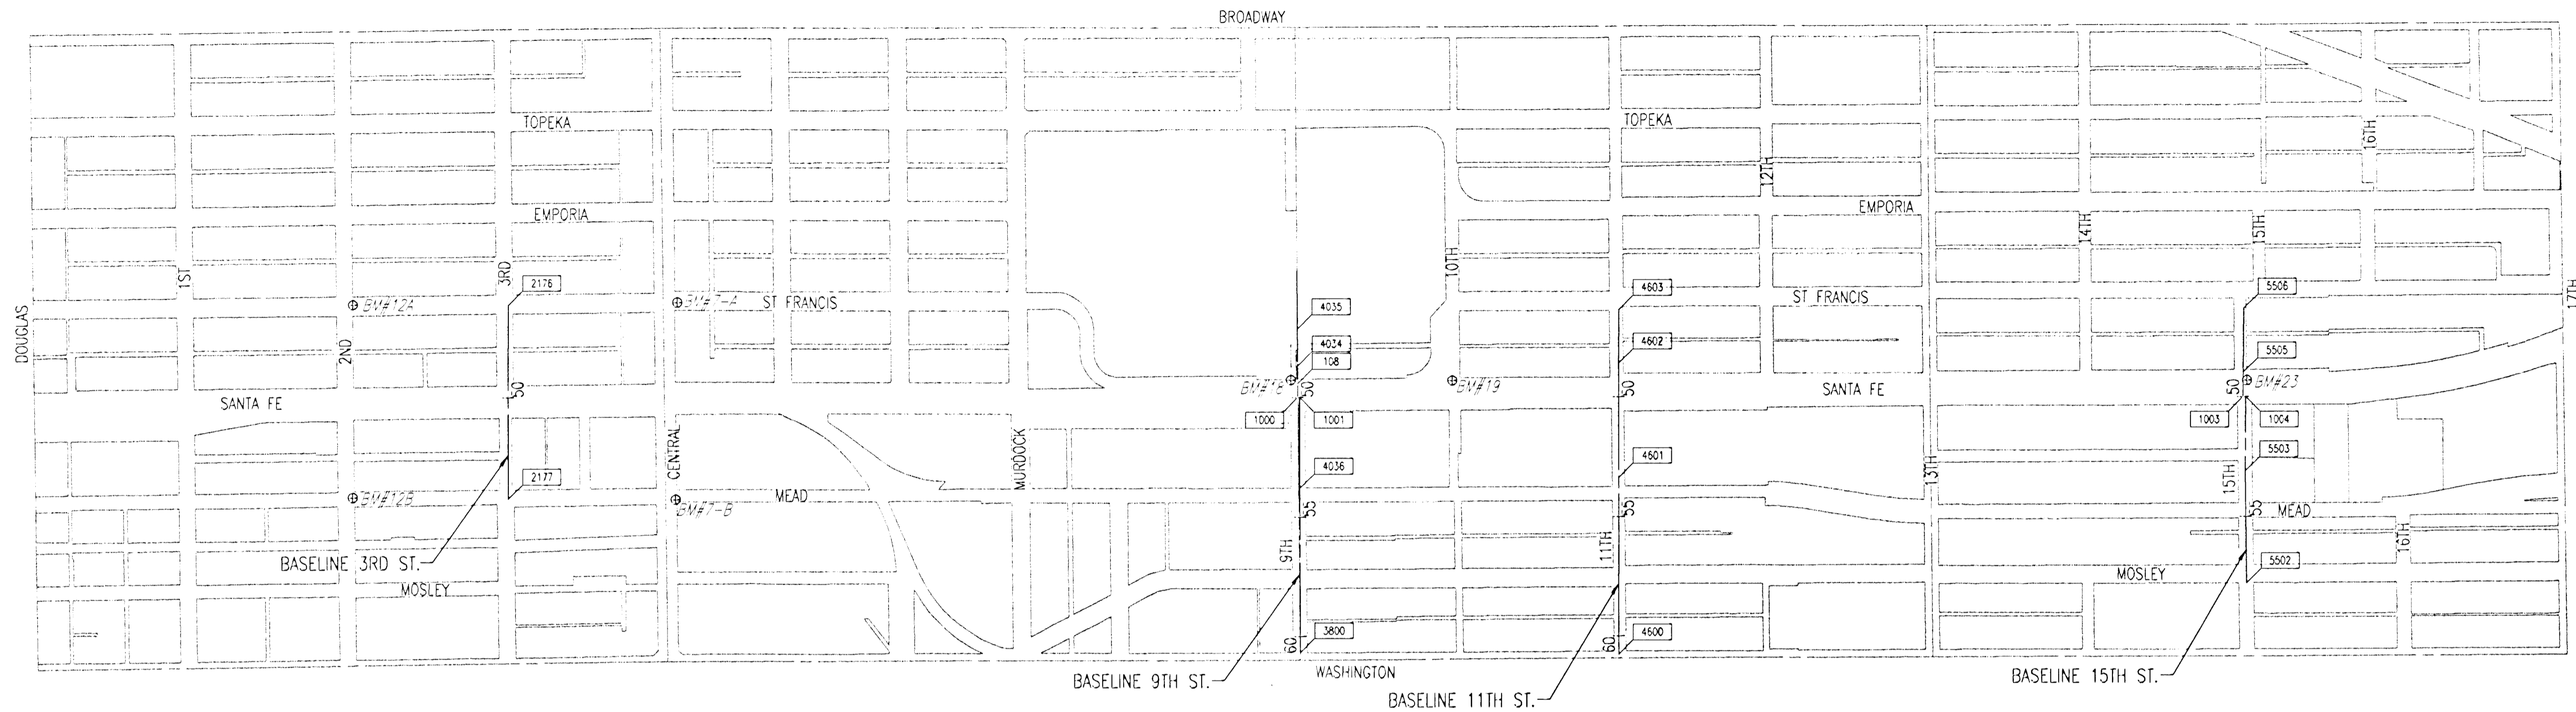 BROADWAY
TOPEKA
TOPEKA
16TH
12TH
EMPORIA
EMPORIA
14TH
15TH
1ST
3RD
10TH
2176
4603
5506
17TH
BM#12A
BM#7-A
ST FRANCIS
4035
ST FRANCIS
DOUGLAS
2ND
4034
4602
5505
108
BM#18
BM#19
BM#23
50
50
50
50
SANTA FE
SANTA FE
1000
1001
1003
1004
CENTRAL
MURDOCK
4036
4601
5503
13TH
15TH
2177
BM#12B
MEAD
BM#7-B
55
55
55
MEAD
9TH
11TH
16TH
BASELINE 3RD ST.
5502
MOSLEY
MOSLEY
60
3800
60
4600
WASHINGTON
BASELINE 9TH ST.
BASELINE 11TH ST.
BASELINE 15TH ST.